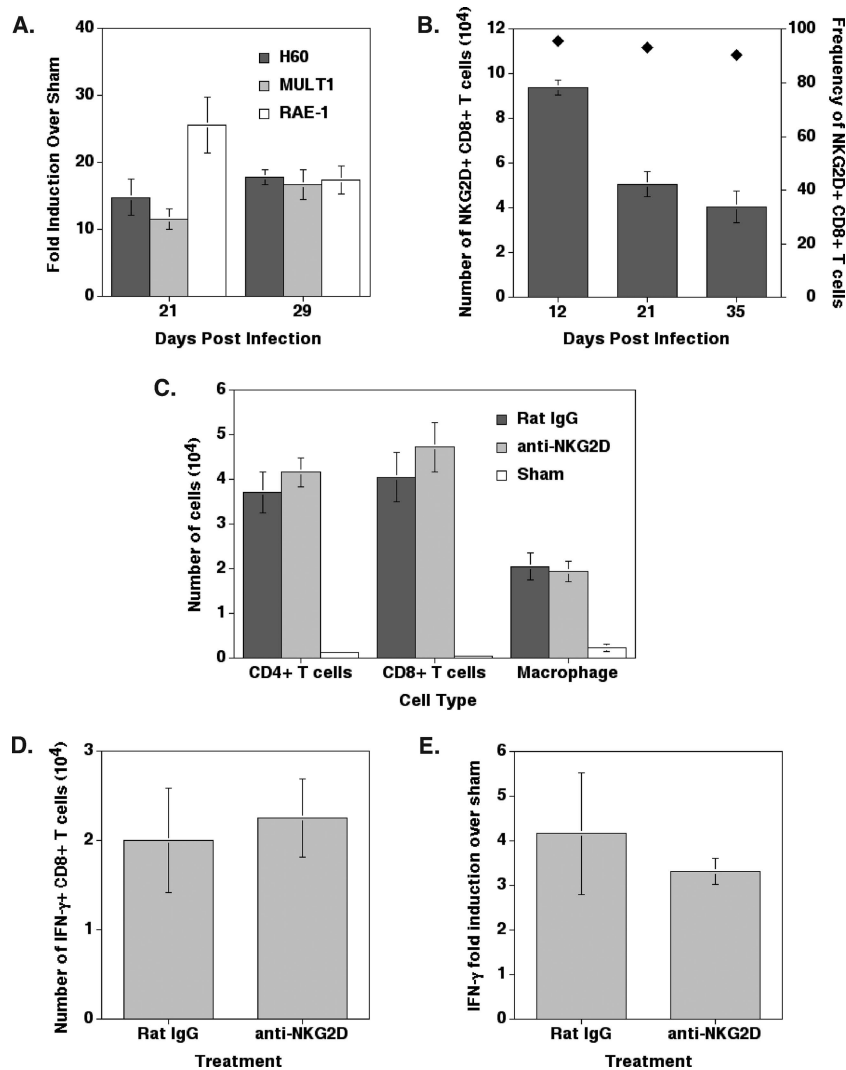 A.
Fold Induction Over Sham
40
30
20
10
0
H60
MULT1
RAE-1
21
29
Days Post Infection
B.
Number of NKG2D+ CD8+ T cells (10⁴)
12
10
8
6
4
2
0
100
80
60
40
20
0
Frequency of NKG2D+ CD8+ T cells
12
21
35
Days Post Infection
C.
Number of cells (10⁴)
6
5
4
3
2
1
0
Rat IgG
anti-NKG2D
Sham
CD4+ T cells
CD8+ T cells
Macrophage
Cell Type
D.
Number of IFN-γ+ CD8+ T cells (10⁴)
3
2
1
0
Rat IgG
anti-NKG2D
Treatment
E.
IFN-γ fold induction over sham
6
5
4
3
2
1
0
Rat IgG
anti-NKG2D
Treatment